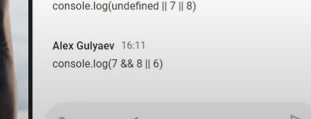 console.log(undefined || 7 || 8)
Alex Gulyaev 16:11
console.log(7 && 8 || 6)